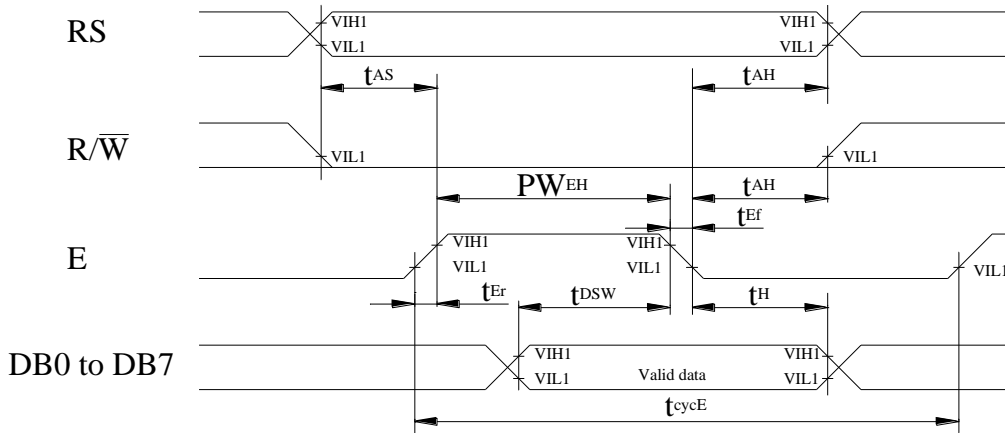 RS
VIH1
VIH1
VIL1
VIL1
tAS
tAH
R/W̅
VIL1
VIL1
PWEH
tAH
tEf
E
VIH1
VIH1
VIL1
VIL1
VIL1
tEr
tDSW
tH
DB0 to DB7
VIH1
VIH1
VIL1
Valid data
VIL1
tcycE